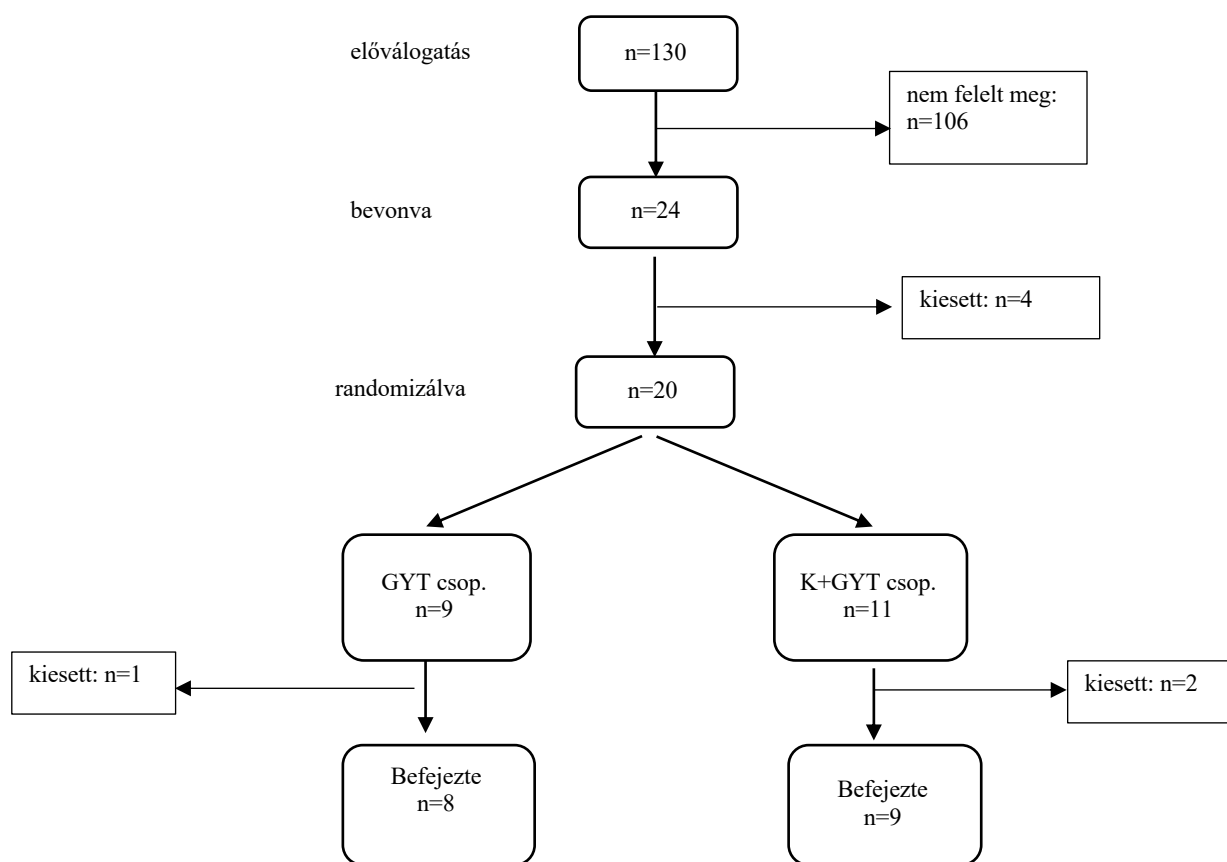 előválogatás
n=130
nem felelt meg:
n=106
bevonva
n=24
kiesett: n=4
randomizálva
n=20
GYT csop.
n=9
K+GYT csop.
n=11
kiesett: n=1
kiesett: n=2
Befejezte
n=8
Befejezte
n=9